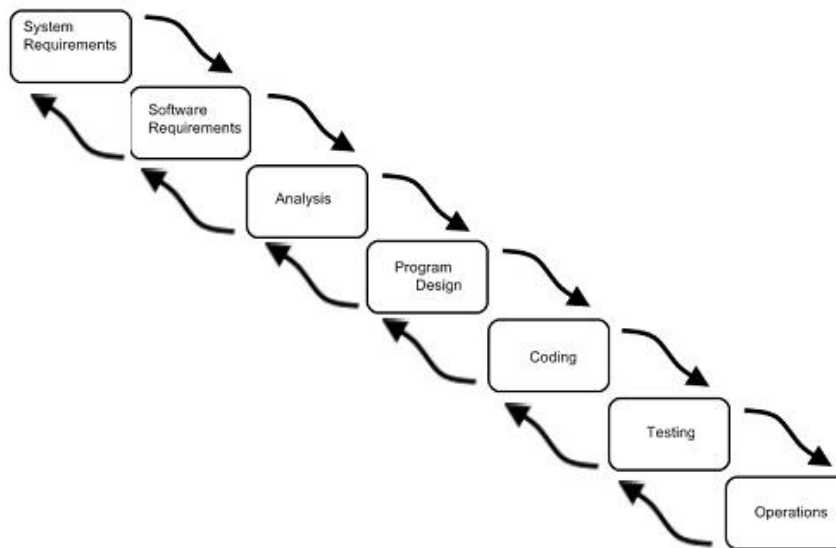 System
Requirements
Software
Requirements
Analysis
Program
Design
Coding
Testing
Operations